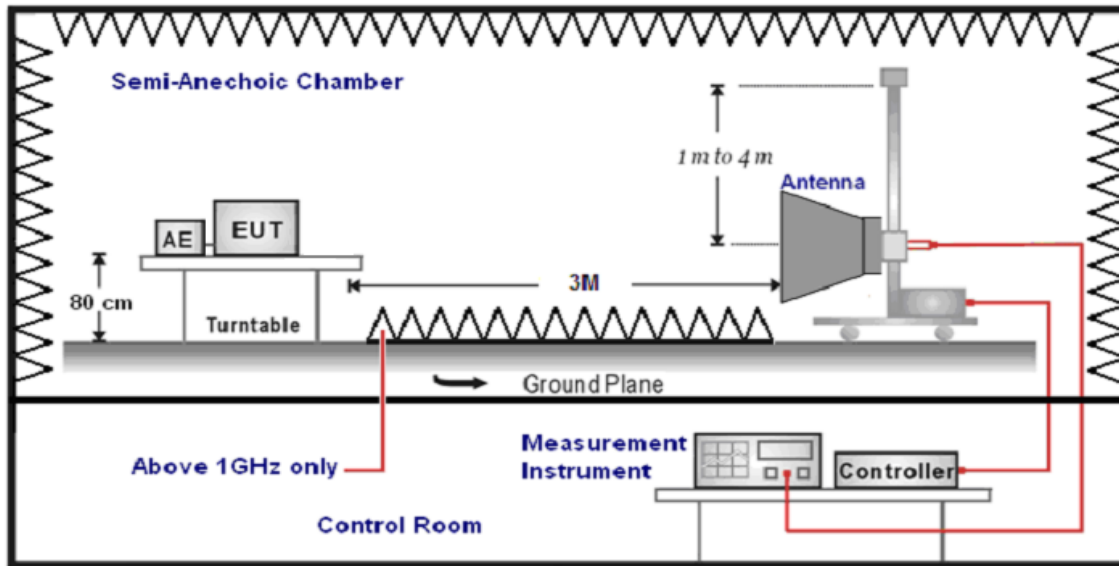 Semi-Anechoic Chamber
1 m to 4 m
Antenna
AE
EUT
3M
80 cm
Turntable
Ground Plane
Above 1GHz only
Measurement
Instrument
Controller
Control Room